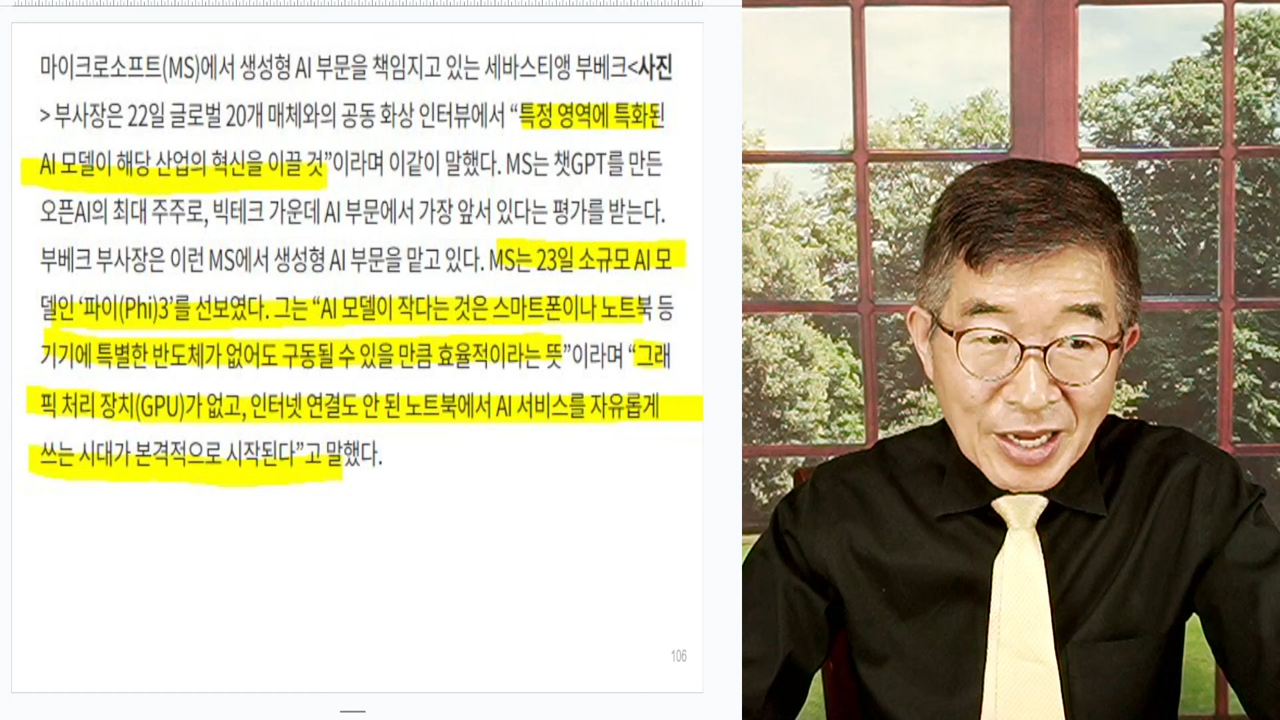 마이크로소프트(MS)에서 생성형 AI 부문을 책임지고 있는 세바스티앵 부베크<사진
> 부사장은 22일 글로벌 20개 매체와의 공동 화상 인터뷰에서 “특정 영역에 특화된
AI 모델이 해당 산업의 혁신을 이끌 것”이라며 이같이 말했다. MS는 챗GPT를 만든
오픈AI의 최대 주주로, 빅테크 가운데 AI 부문에서 가장 앞서 있다는 평가를 받는다.
부베크 부사장은 이런 MS에서 생성형 AI 부문을 맡고 있다. MS는 23일 소규모 AI 모
델인 ‘파이(Phi)3’를 선보였다. 그는 “AI 모델이 작다는 것은 스마트폰이나 노트북 등
기기에 특별한 반도체가 없어도 구동될 수 있을 만큼 효율적이라는 뜻”이라며 “그래
픽 처리 장치(GPU)가 없고, 인터넷 연결도 안 된 노트북에서 AI 서비스를 자유롭게
쓰는 시대가 본격적으로 시작된다”고 말했다.
106